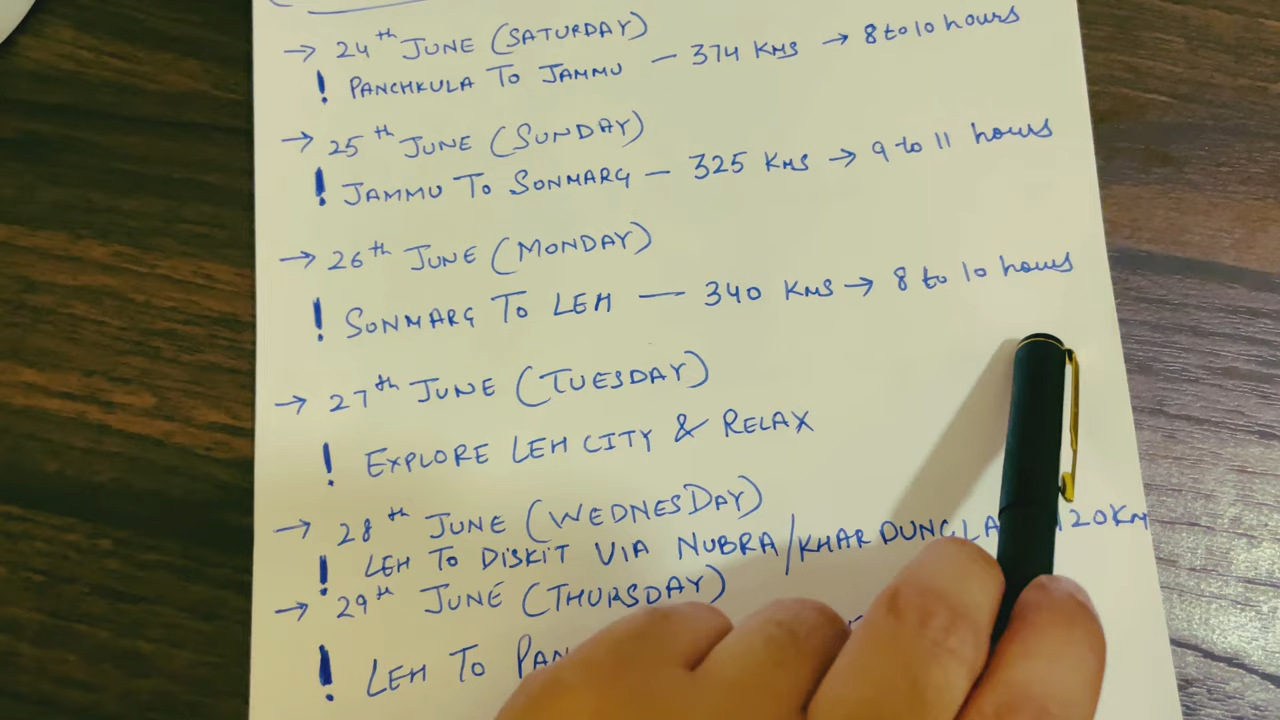 → 24th JUNE (SATURDAY)
! PANCHKULA TO JAMMU — 374 KMS → 8 to 10 hours
→ 25th JUNE (SUNDAY)
! JAMMU TO SONMARG — 325 KMS → 9 to 11 hours
→ 26th JUNE (MONDAY)
! SONMARG TO LEH — 340 KMS → 8 to 10 hours
→ 27th JUNE (TUESDAY)
! EXPLORE LEH CITY & RELAX
→ 28th JUNE (WEDNESDAY)
! LEH TO DISKIT VIA NUBRA/KHARDUNGLA 120KM
→ 29th JUNE (THURSDAY)
! LEH TO